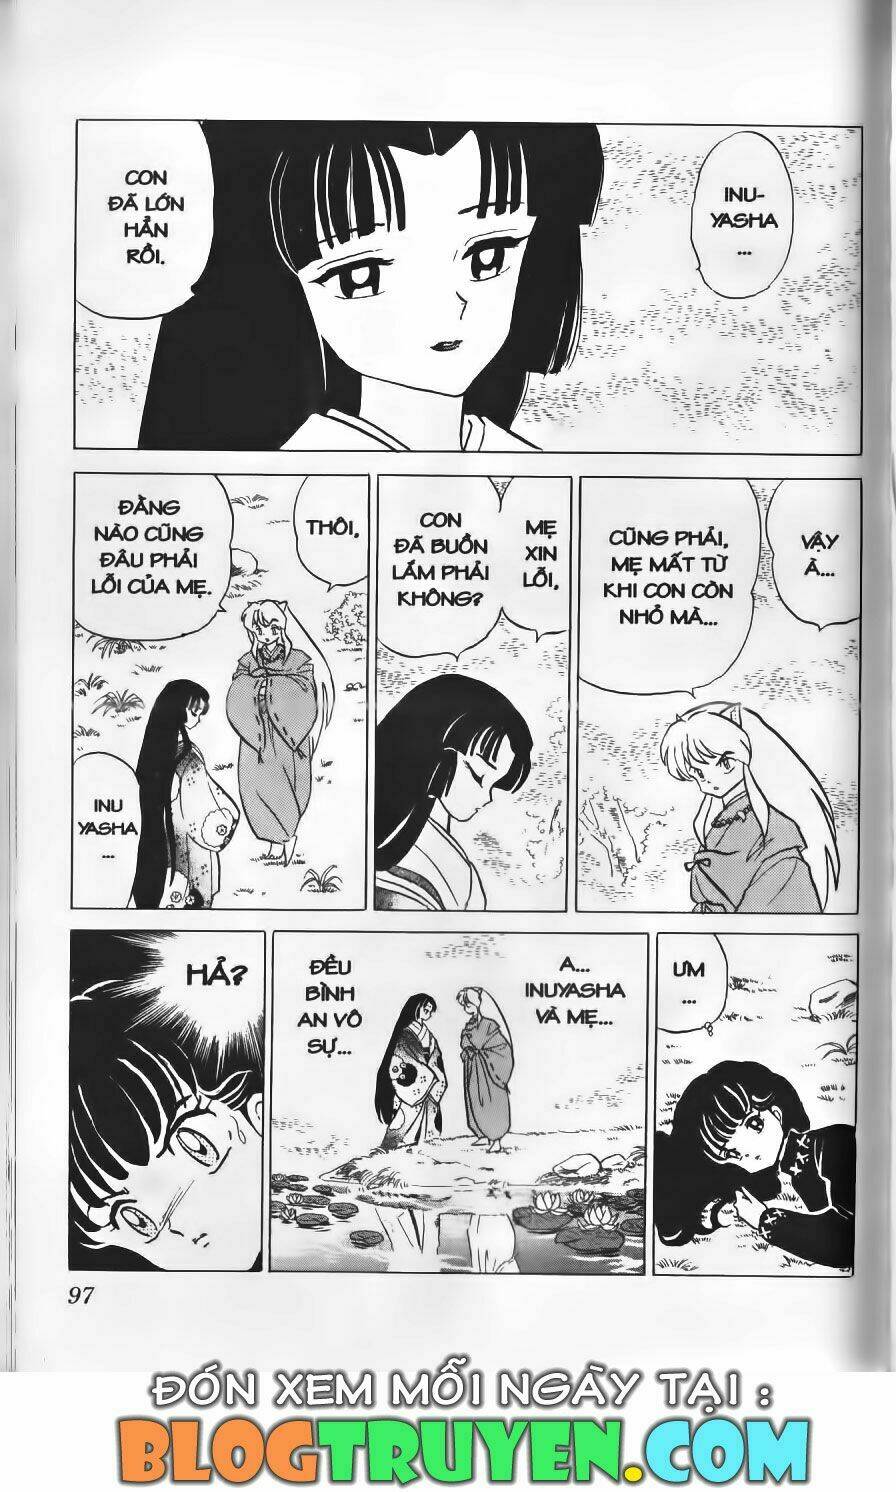 INU-
YASHA
...
CON
ĐÃ LỚN
HẲN
RỒI.
VẬY
À...
CŨNG PHẢI,
MẸ MẤT TỪ
KHI CON CÒN
NHỎ MÀ...
MẸ
XIN
LỖI,
CON
ĐÃ BUỒN
LẮM PHẢI
KHÔNG?
THÔI,
ĐẰNG
NÀO CŨNG
ĐÂU PHẢI
LỖI CỦA MẸ.
INU
YASHA
...
ƯM
...
A...
INUYASHA
VÀ MẸ...
ĐỀU
BÌNH
AN VÔ
SỰ...
HẢ?
97
ĐÓN XEM MỖI NGÀY TẠI :
BLOGTRUYEN.COM